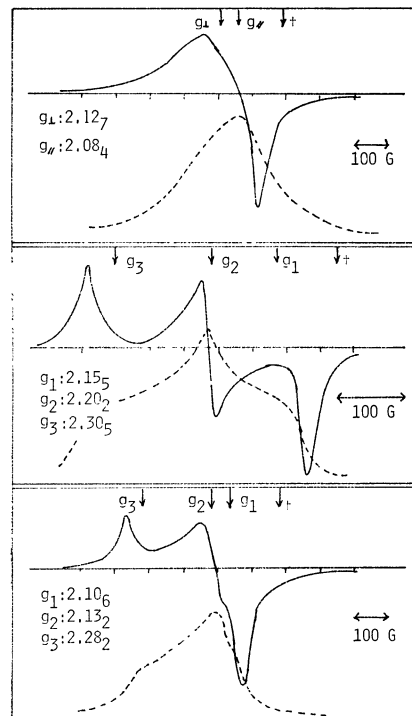 g⊥ g∥ †
g⊥:2.12₇
g∥:2.08₄
100 G
g₃ g₂ g₁ †
g₁:2.15₅
g₂:2.20₂
g₃:2.30₅
100 G
g₃ g₂ g₁ †
g₁:2.10₆
g₂:2.13₂
g₃:2.28₂
100 G